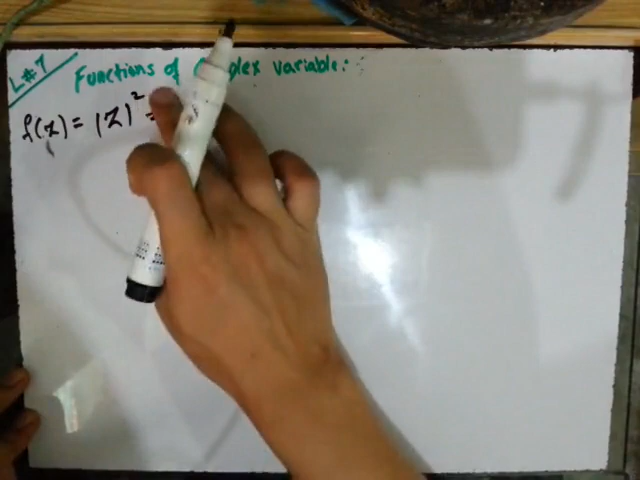 L#7
Functions of variable:
f(z) = (z)² =